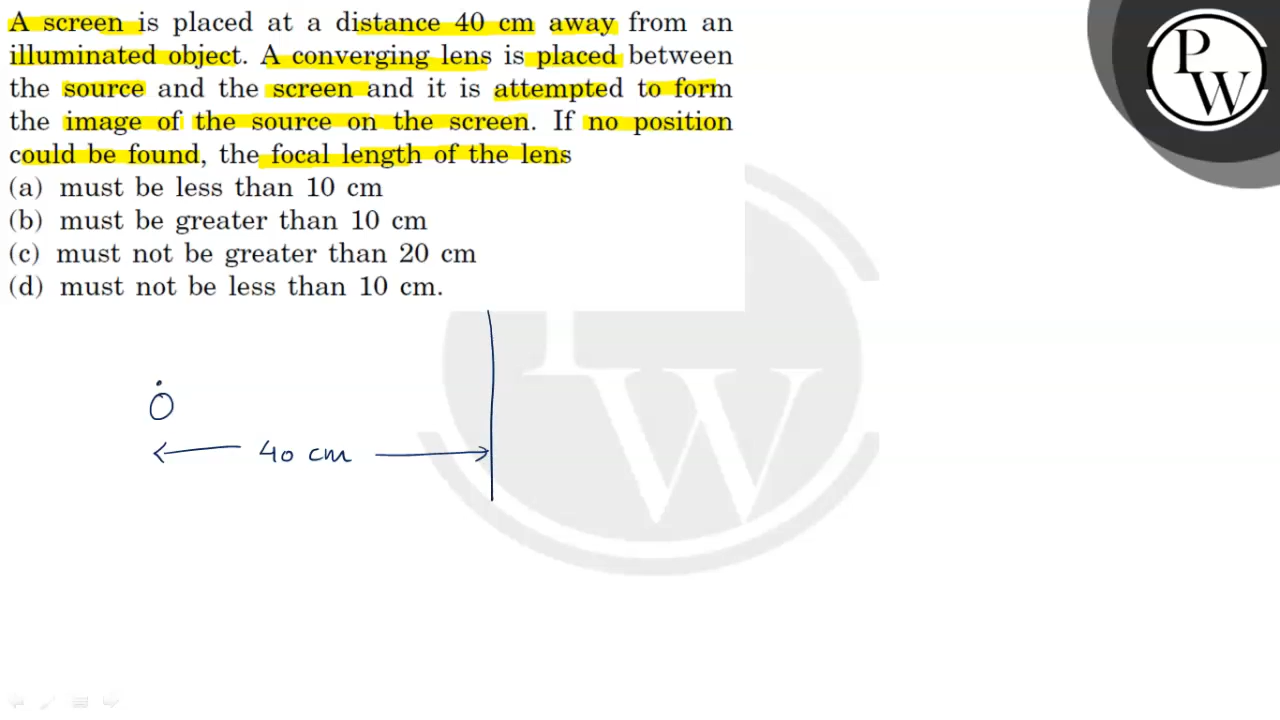 A screen is placed at a distance 40 cm away from an
illuminated object. A converging lens is placed between
the source and the screen and it is attempted to form
the image of the source on the screen. If no position
could be found, the focal length of the lens
(a) must be less than 10 cm
(b) must be greater than 10 cm
(c) must not be greater than 20 cm
(d) must not be less than 10 cm.
O
40 cm
P
W